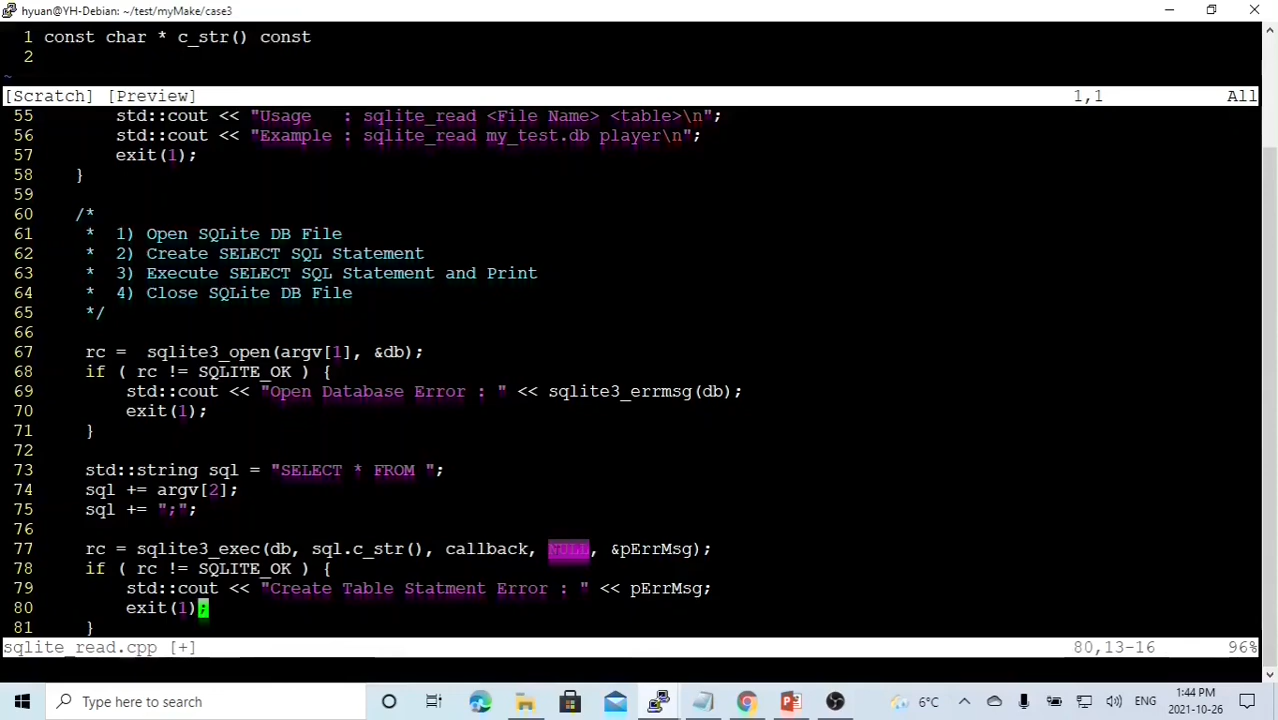 hyuan@YH-Debian: ~/test/myMake/case3
1 const char * c_str() const
2
~
[Scratch] [Preview] 1,1 All
55 std::cout << "Usage   : sqlite_read <File Name> <table>\n";
56 std::cout << "Example : sqlite_read my_test.db player\n";
57 exit(1);
58 }
59
60 /*
61 *  1) Open SQLite DB File
62 *  2) Create SELECT SQL Statement
63 *  3) Execute SELECT SQL Statement and Print
64 *  4) Close SQLite DB File
65 */
66
67 rc =  sqlite3_open(argv[1], &db);
68 if ( rc != SQLITE_OK ) {
69 std::cout << "Open Database Error : " << sqlite3_errmsg(db);
70 exit(1);
71 }
72
73 std::string sql = "SELECT * FROM ";
74 sql += argv[2];
75 sql += ";";
76
77 rc = sqlite3_exec(db, sql.c_str(), callback, NULL, &pErrMsg);
78 if ( rc != SQLITE_OK ) {
79 std::cout << "Create Table Statment Error : " << pErrMsg;
80 exit(1);
81 }
sqlite_read.cpp [+] 80,13-16 96%
Type here to search 6°C ENG 1:44 PM
2021-10-26